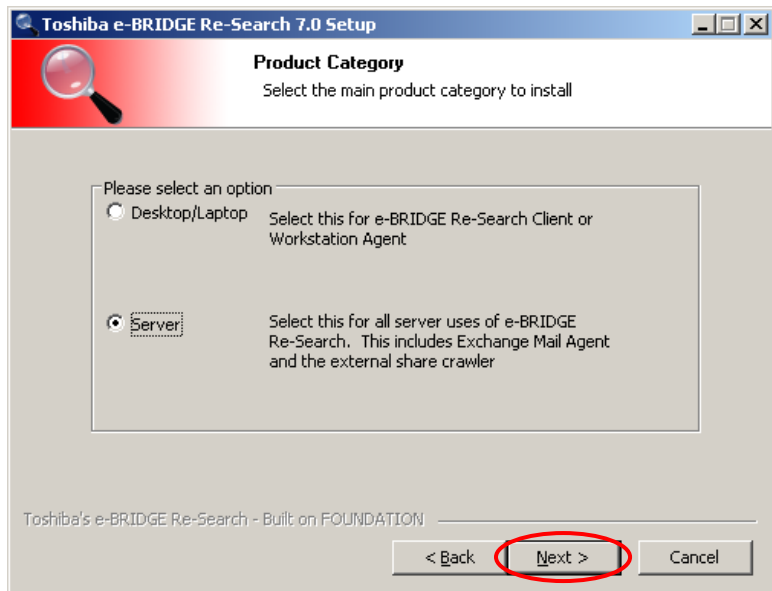 Toshiba e-BRIDGE Re-Search 7.0 Setup
Product Category
Select the main product category to install
Please select an option
Desktop/Laptop
Select this for e-BRIDGE Re-Search Client or
Workstation Agent
Server
Select this for all server uses of e-BRIDGE
Re-Search. This includes Exchange Mail Agent
and the external share crawler
Toshiba's e-BRIDGE Re-Search - Built on FOUNDATION
< Back
Next >
Cancel